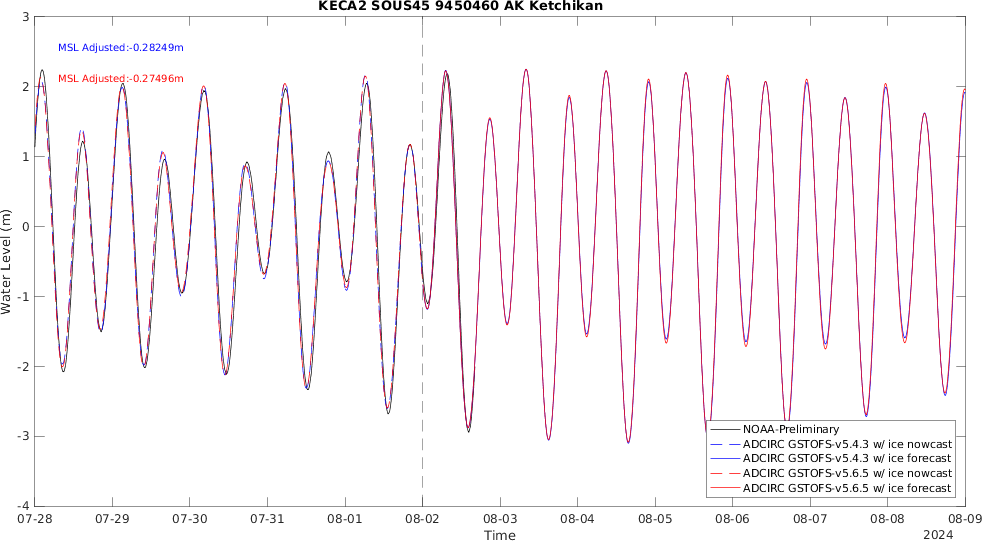 KECA2 SOUS45 9450460 AK Ketchikan
MSL Adjusted:-0.28249m
MSL Adjusted:-0.27496m
3
2
1
0
-1
-2
-3
-4
Water Level (m)
NOAA-Preliminary
ADCIRC GSTOFS-v5.4.3 w/ ice nowcast
ADCIRC GSTOFS-v5.4.3 w/ ice forecast
ADCIRC GSTOFS-v5.6.5 w/ ice nowcast
ADCIRC GSTOFS-v5.6.5 w/ ice forecast
07-28 07-29 07-30 07-31 08-01 08-02 08-03 08-04 08-05 08-06 08-07 08-08 08-09
Time
2024